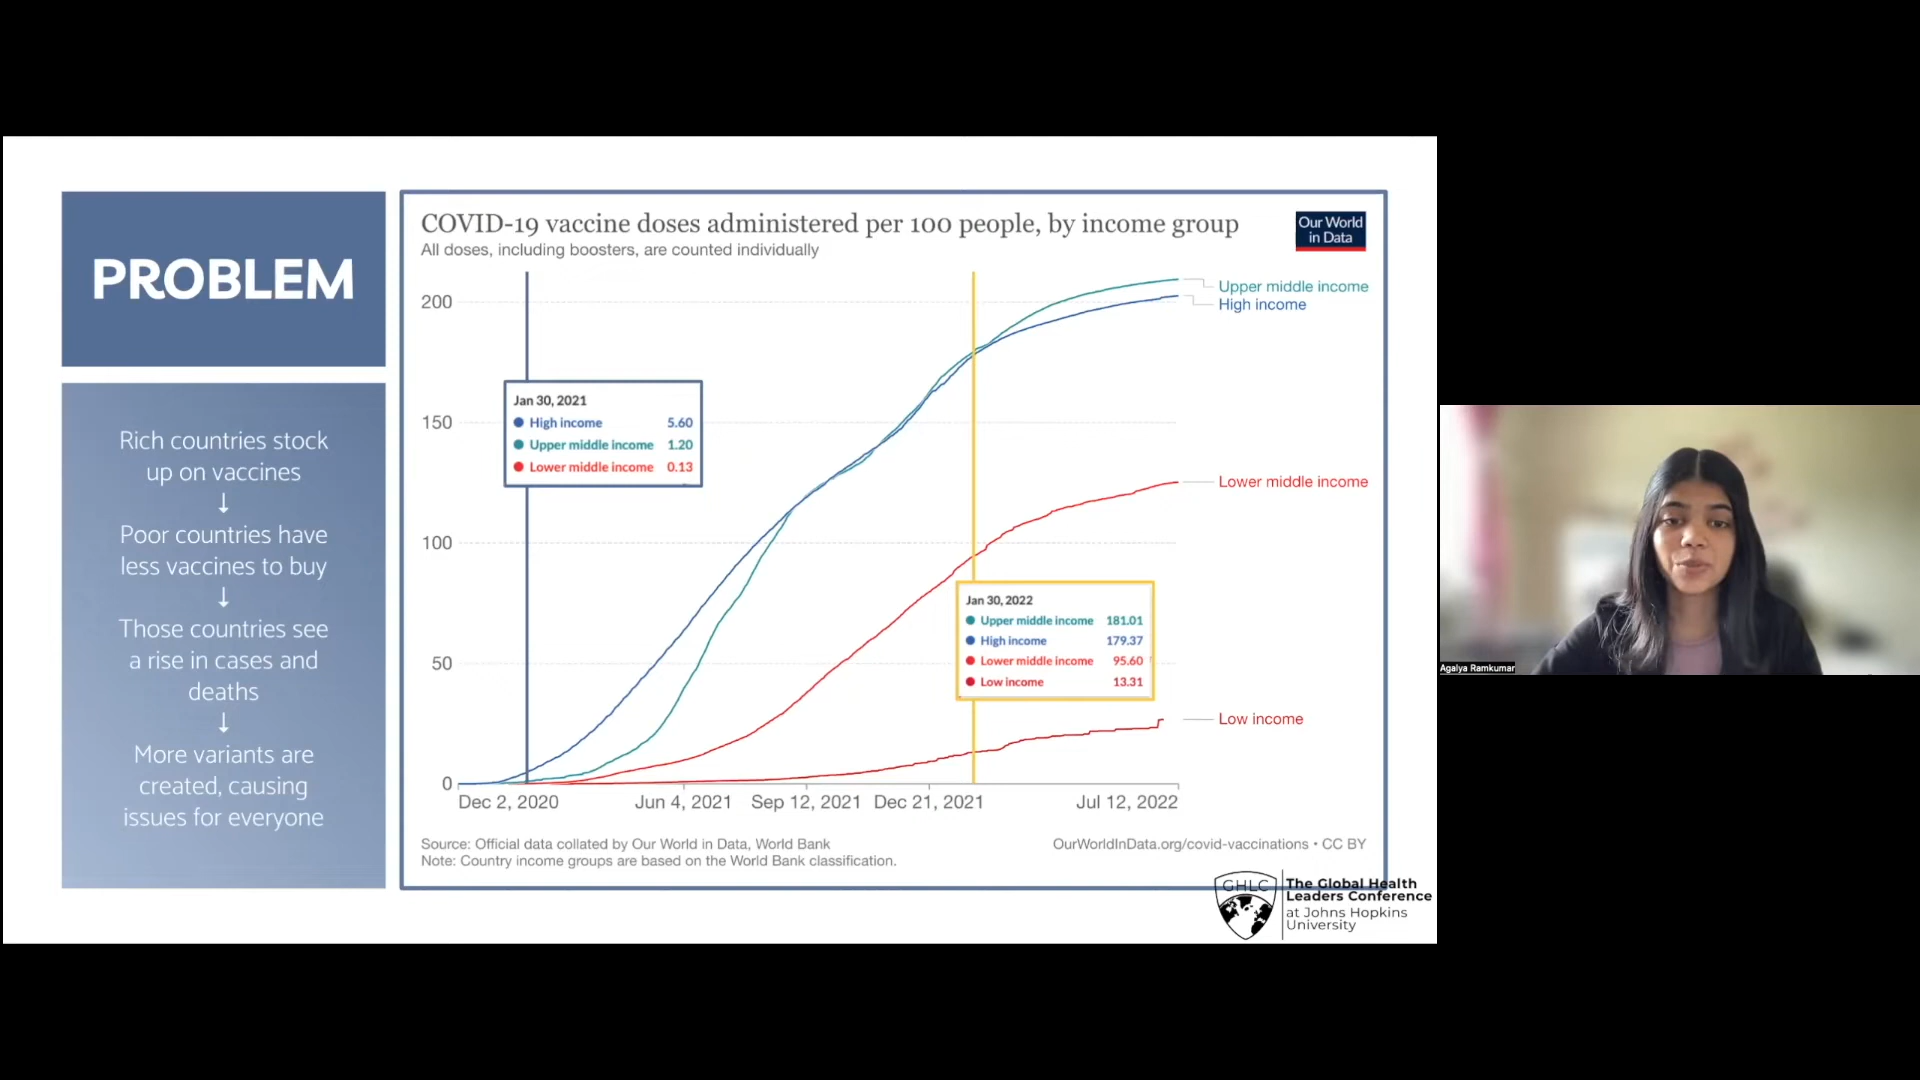 PROBLEM
Rich countries stock
up on vaccines
↓
Poor countries have
less vaccines to buy
↓
Those countries see
a rise in cases and
deaths
↓
More variants are
created, causing
issues for everyone
COVID-19 vaccine doses administered per 100 people, by income group
All doses, including boosters, are counted individually
Our World
in Data
200
150
100
50
0
Upper middle income
High income
Lower middle income
Low income
Jan 30, 2021
High income 5.60
Upper middle income 1.20
Lower middle income 0.13
Jan 30, 2022
Upper middle income 181.01
High income 179.37
Lower middle income 95.60
Low income 13.31
Dec 2, 2020 Jun 4, 2021 Sep 12, 2021 Dec 21, 2021 Jul 12, 2022
Source: Official data collated by Our World in Data, World Bank
Note: Country income groups are based on the World Bank classification.
OurWorldInData.org/covid-vaccinations • CC BY
GHLC
The Global Health
Leaders Conference
at Johns Hopkins
University
Agalya Ramkumar